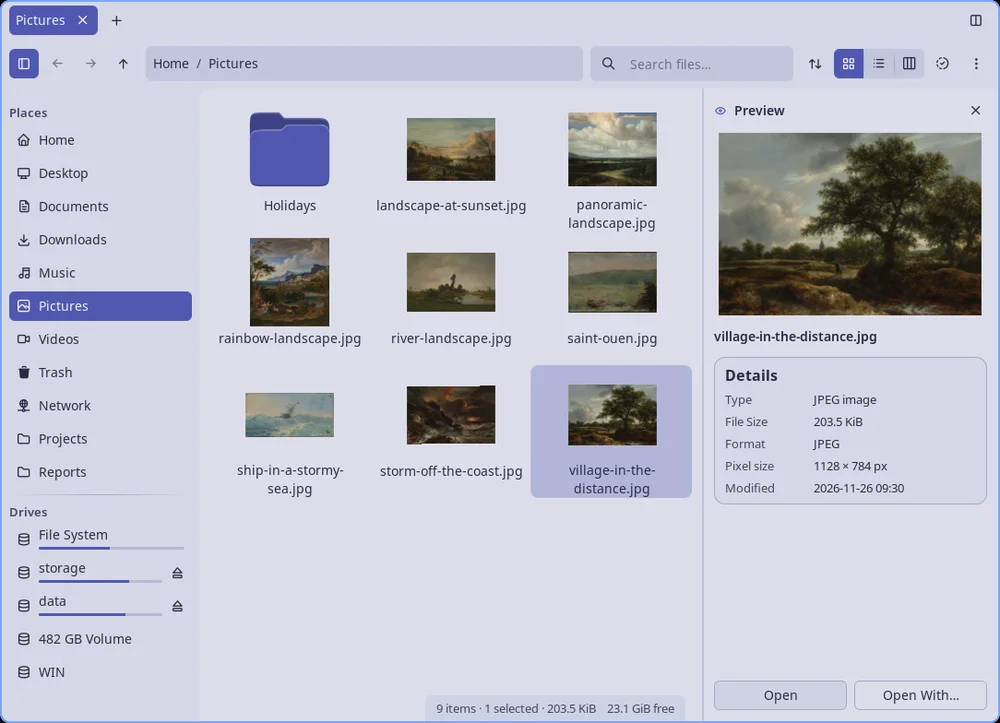 Pictures
Home / Pictures
Search files...
Places
Home
Desktop
Documents
Downloads
Music
Pictures
Videos
Trash
Network
Projects
Reports
Drives
File System
storage
data
482 GB Volume
WIN
Holidays
landscape-at-sunset.jpg
panoramic-
landscape.jpg
rainbow-landscape.jpg
river-landscape.jpg
saint-ouen.jpg
ship-in-a-stormy-
sea.jpg
storm-off-the-coast.jpg
village-in-the-
distance.jpg
9 items · 1 selected · 203.5 KiB 23.1 GiB free
Preview
village-in-the-distance.jpg
Details
Type JPEG image
File Size 203.5 KiB
Format JPEG
Pixel size 1128 × 784 px
Modified 2026-11-26 09:30
Open
Open With...